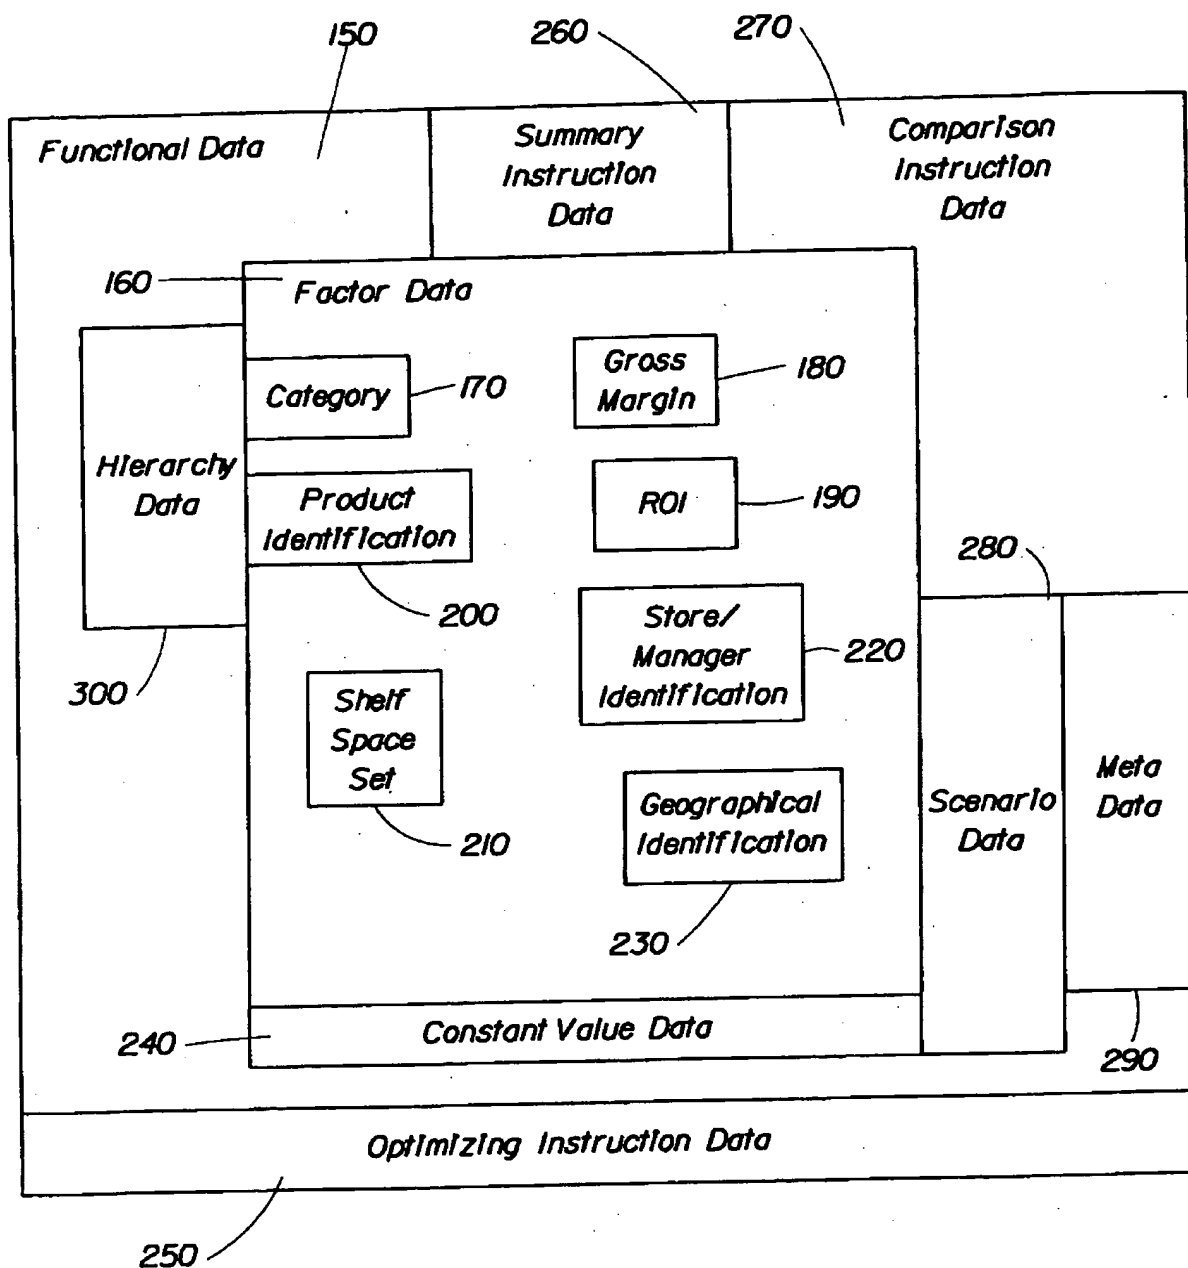 150
260
270
Functional Data
Summary
Instruction
Data
Comparison
Instruction
Data
160
Factor Data
Hierarchy
Data
Category
170
Gross
Margin
180
Product
Identification
200
ROI
190
280
300
Store/
Manager
Identification
220
Shelf
Space
Set
210
Geographical
Identification
230
Scenario
Data
Meta
Data
240
Constant Value Data
290
Optimizing Instruction Data
250